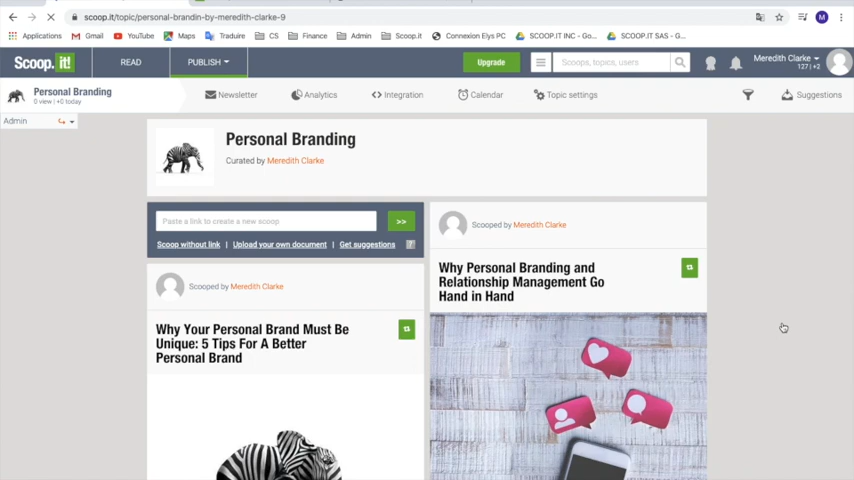 scoop.it/topic/personal-brandin-by-meredith-clarke-9
M
Applications Gmail YouTube Maps Traduire CS Finance Admin Scoop.it Connexion Elys PC SCOOP.IT INC - Go... SCOOP.IT SAS - G...
Scoop.it! READ PUBLISH Upgrade Scoops, topics, users Meredith Clarke
127 | +2
Personal Branding
0 view | +0 today
Newsletter Analytics Integration Calendar Topic settings Suggestions
Admin
Personal Branding
Curated by Meredith Clarke
Paste a link to create a new scoop >>
Scoop without link | Upload your own document | Get suggestions ?
Scooped by Meredith Clarke
Why Your Personal Brand Must Be
Unique: 5 Tips For A Better
Personal Brand
Scooped by Meredith Clarke
Why Personal Branding and
Relationship Management Go
Hand in Hand